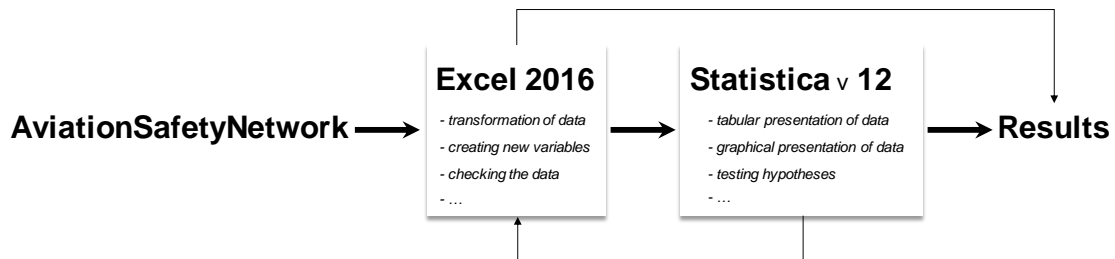 AviationSafetyNetwork
Excel 2016
- transformation of data
- creating new variables
- checking the data
- ...
Statistica v 12
- tabular presentation of data
- graphical presentation of data
- testing hypotheses
- ...
Results